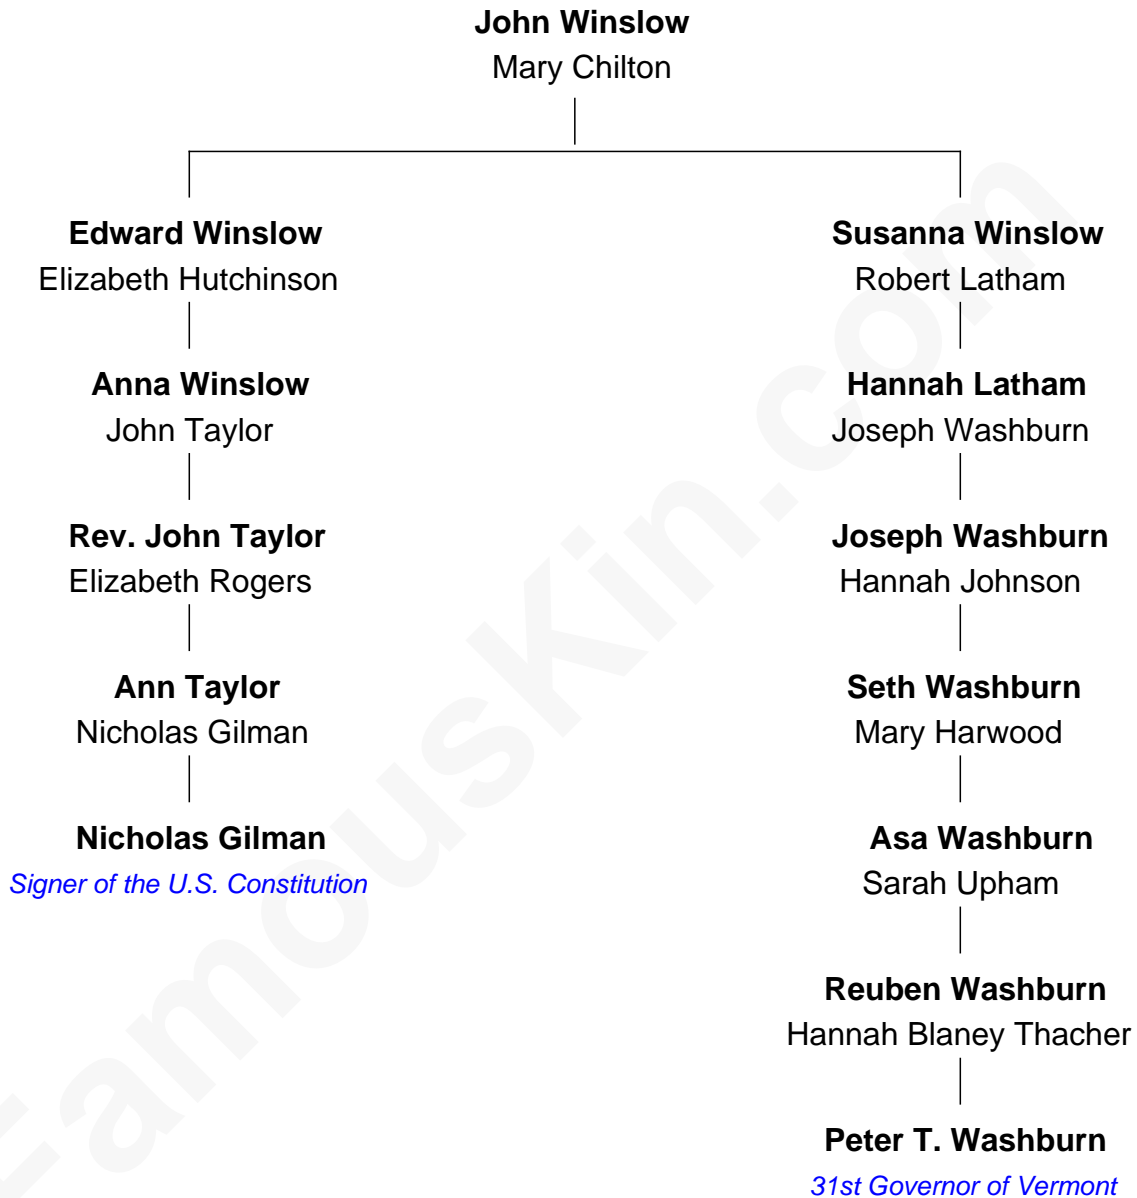 John Winslow
Mary Chilton
Edward Winslow
Elizabeth Hutchinson
Susanna Winslow
Robert Latham
Anna Winslow
John Taylor
Hannah Latham
Joseph Washburn
Rev. John Taylor
Elizabeth Rogers
Joseph Washburn
Hannah Johnson
Ann Taylor
Nicholas Gilman
Seth Washburn
Mary Harwood
Nicholas Gilman
Signer of the U.S. Constitution
Asa Washburn
Sarah Upham
Reuben Washburn
Hannah Blaney Thacher
Peter T. Washburn
31st Governor of Vermont
FamousKin.com